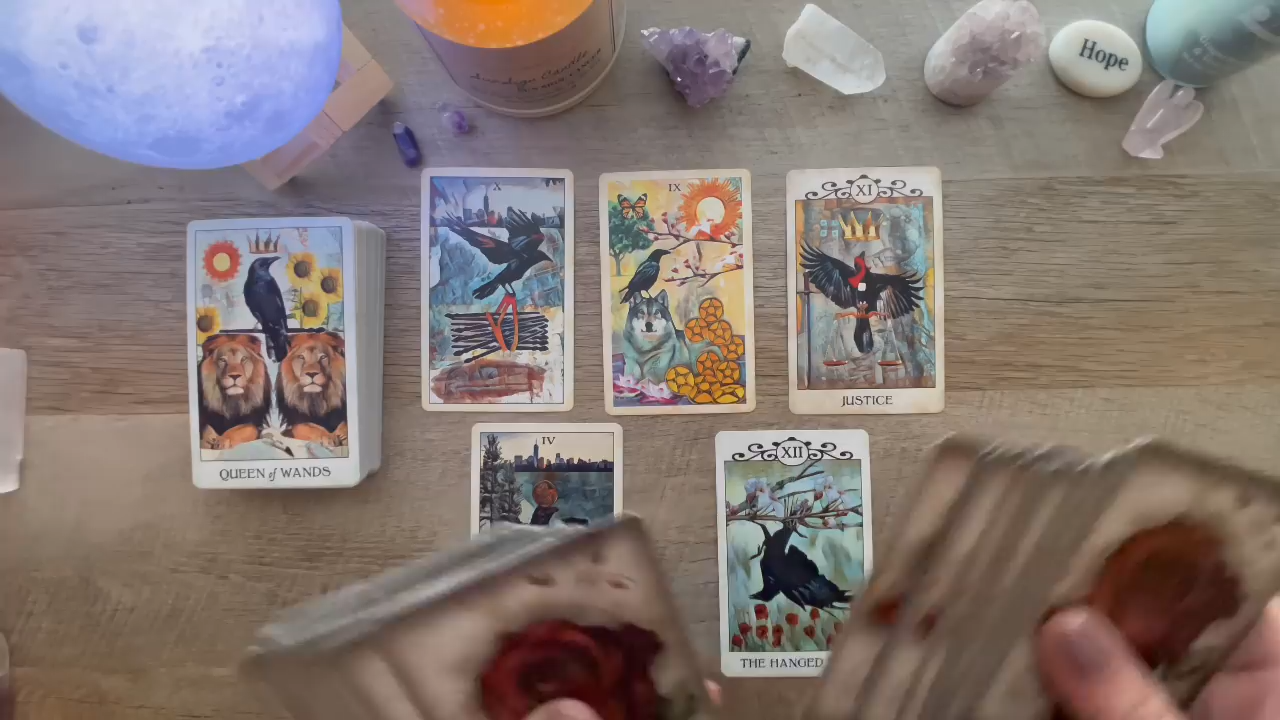 Hope
X
IX
XI
JUSTICE
QUEEN of WANDS
IV
XII
THE HANGED